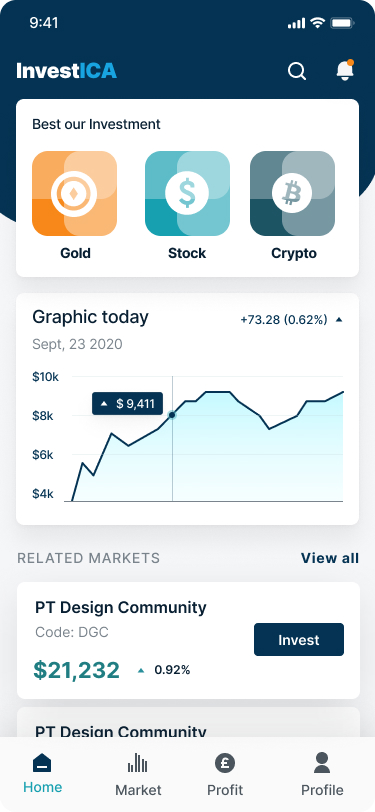 9:41
InvestICA
Best our Investment
Gold Stock Crypto
Graphic today
+73.28 (0.62%)
Sept, 23 2020
$10k
$ 9,411
$8k
$6k
$4k
RELATED MARKETS View all
PT Design Community
Code: DGC
Invest
$21,232 0.92%
PT Design Community
Home Market Profit Profile